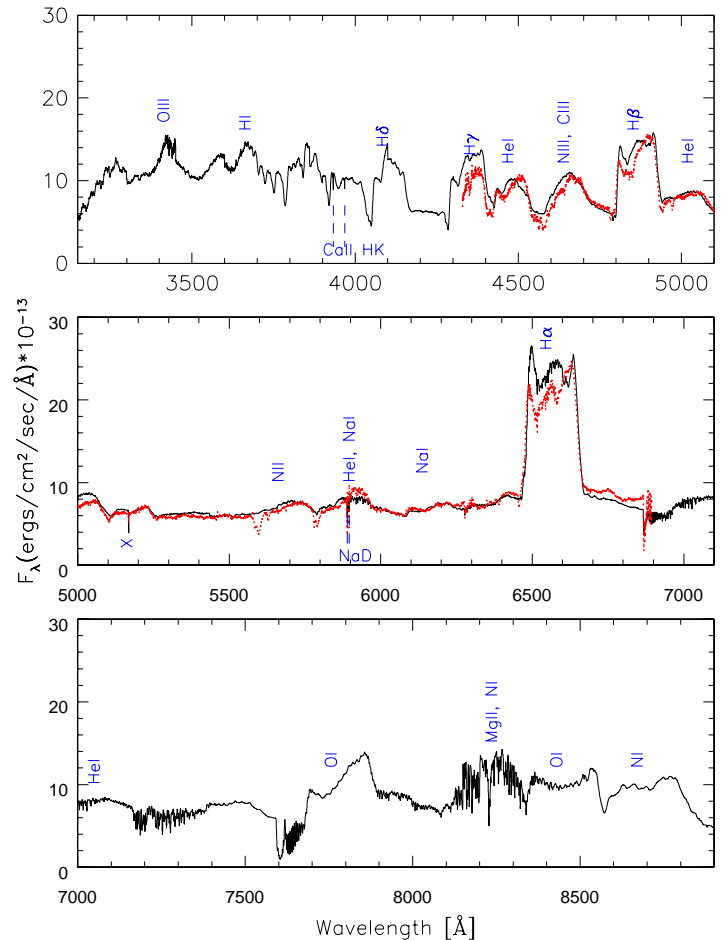 30
20
10
0
OIII
HI
Hδ
Hγ
HeI
NIII, CIII
Hβ
HeI
CaII, HK
3500
4000
4500
5000
F_λ(ergs/cm²/sec/Å)*10⁻¹³
30
20
10
0
X
NII
HeI, NaI
NaD
NaI
Hα
5000
5500
6000
6500
7000
30
20
10
0
HeI
OI
MgII, NI
OI
NI
7000
7500
8000
8500
Wavelength [Å]